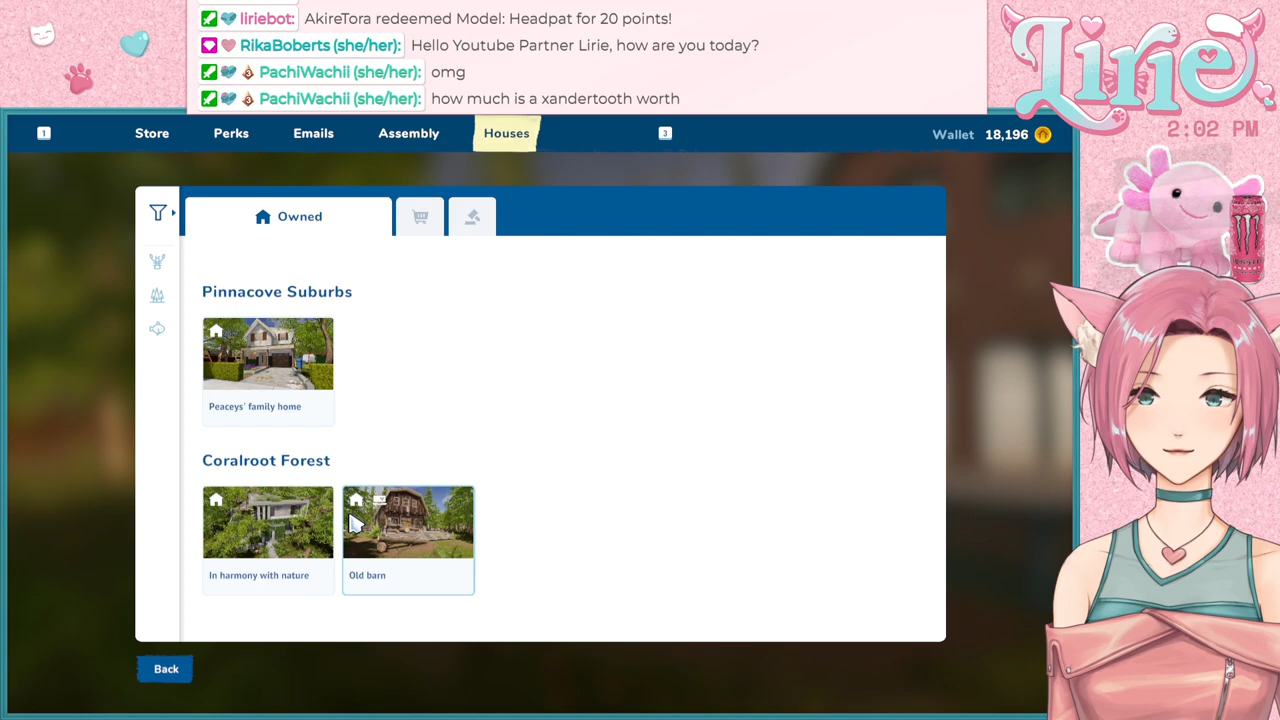 liriebot: AkireTora redeemed Model: Headpat for 20 points!
RikaBoberts (she/her): Hello Youtube Partner Lirie, how are you today?
3 PachiWachii (she/her): omg
3 PachiWachii (she/her): how much is a xandertooth worth
Lirie
2:02 PM
1 Store Perks Emails Assembly Houses 3 Wallet 18,196
Owned
Pinnacove Suburbs
Peaceys' family home
Coralroot Forest
In harmony with nature Old barn
Back